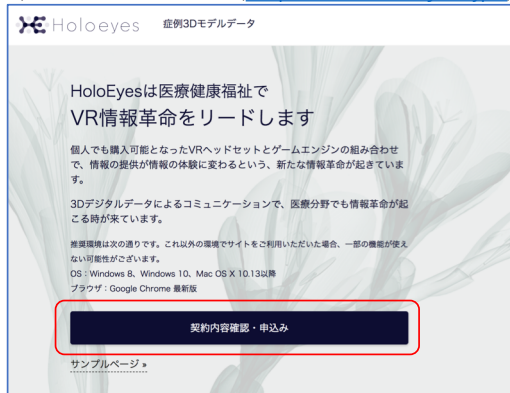 Holoeyes 症例3Dモデルデータ
HoloEyesは医療健康福祉で
VR情報革命をリードします
個人でも購入可能となったVRヘッドセットとゲームエンジンの組み合わせ
で、情報の提供が情報の体験に変わるという、新たな情報革命が起きていま
す。
3Dデジタルデータによるコミュニケーションで、医療分野でも情報革命が起
こる時が来ています。
推奨環境は次の通りです。これ以外の環境でサイトをご利用いただいた場合、一部の機能が使え
ない可能性がございます。
OS：Windows 8、Windows 10、Mac OS X 10.13以降
ブラウザ：Google Chrome 最新版
契約内容確認・申込み
サンプルページ »